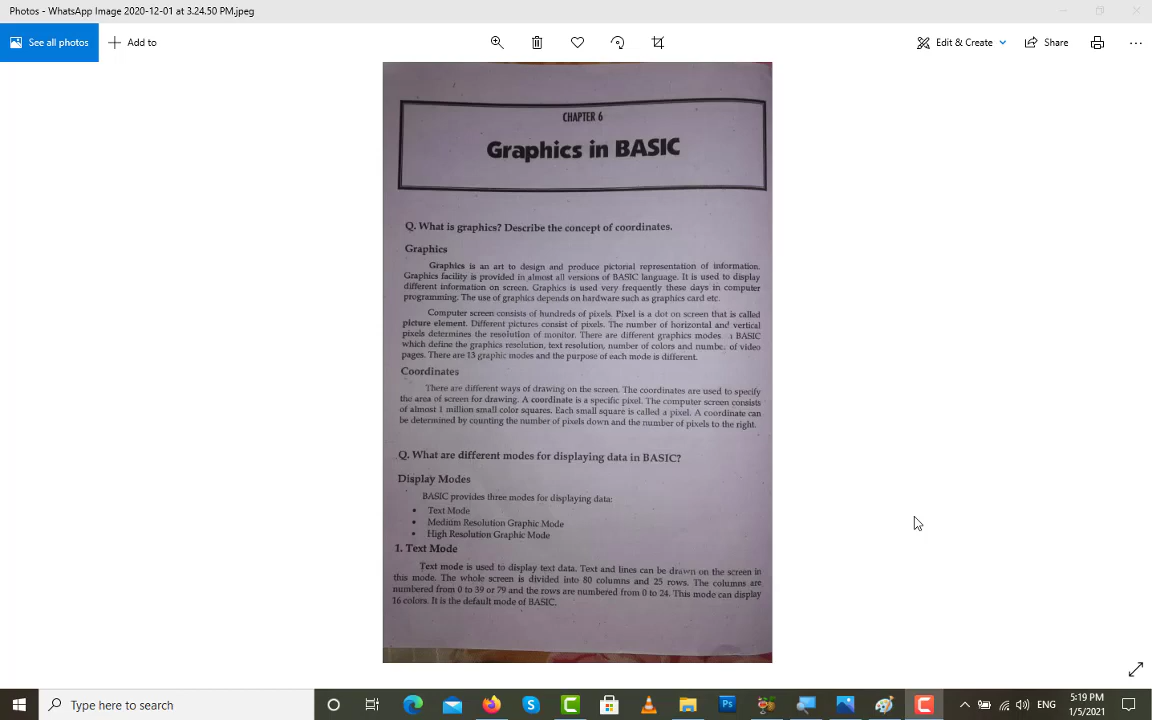 Photos - WhatsApp Image 2020-12-01 at 3.24.50 PM.jpeg
See all photos
Add to
Edit & Create
Share
CHAPTER 6
Graphics in BASIC
Q. What is graphics? Describe the concept of coordinates.
Graphics
Graphics is an art to design and produce pictorial representation of information.
Graphics facility is provided in almost all versions of BASIC language. It is used to display
different information on screen. Graphics is used very frequently these days in computer
programming. The use of graphics depends on hardware such as graphics card etc.
Computer screen consists of hundreds of pixels. Pixel is a dot on screen that is called
picture element. Different pictures consist of pixels. The number of horizontal and vertical
pixels determines the resolution of monitor. There are different graphics modes BASIC
which define the graphics resolution, text resolution, number of colors and of video
pages. There are 13 graphic modes and the purpose of each mode is different.
Coordinates
There are different ways of drawing on the screen. The coordinates are used to specify
the area of screen for drawing. A coordinate is a specific pixel. The computer screen consists
of almost 1 million small color squares. Each small square is called a pixel. A coordinate can
be determined by counting the number of pixels down and the number of pixels to the right.
Q. What are different modes for displaying data in BASIC?
Display Modes
BASIC provides three modes for displaying data:
• Text Mode
• Medium Resolution Graphic Mode
• High Resolution Graphic Mode
1. Text Mode
Text mode is used to display text data. Text and lines can be drawn on the screen in
this mode. The whole screen is divided into 80 columns and 25 rows. The columns are
numbered from 0 to 39 or 79 and the rows are numbered from 0 to 24. This mode can display
16 colors. It is the default mode of BASIC.
Type here to search
Ps
ENG
5:19 PM
1/5/2021